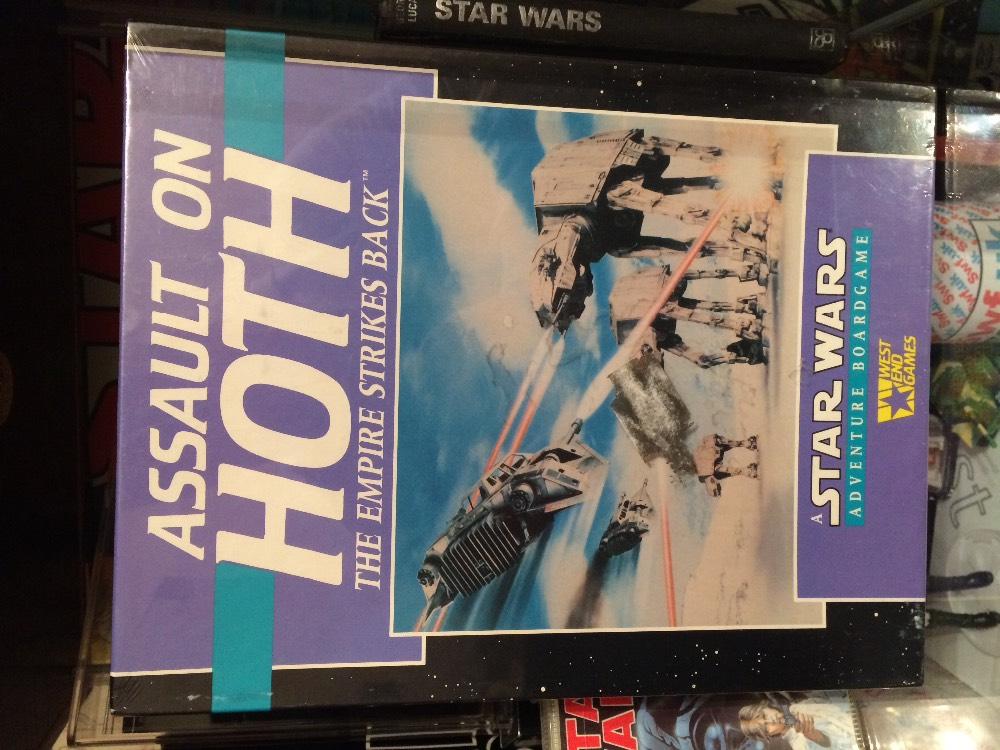 ASSAULT ON
HOTH
THE EMPIRE STRIKES BACK™
A STAR WARS
ADVENTURE BOARDGAME
WEST
END
GAMES
STAR WARS